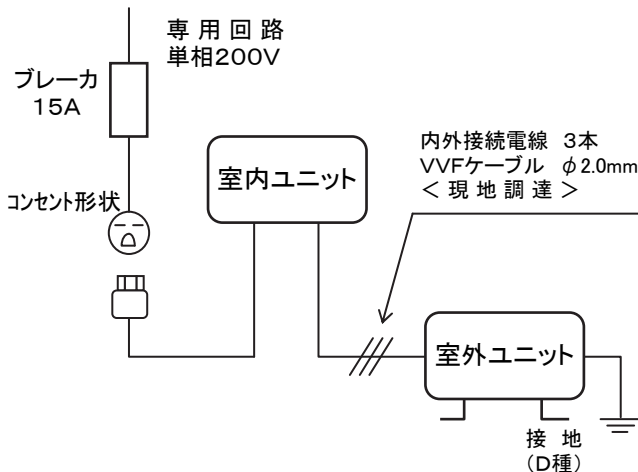 専用回路
単相200V
ブレーカ
15A
コンセント形状
室内ユニット
内外接続電線 3本
VVFケーブル φ2.0mm
<現地調達>
室外ユニット
接 地
(D種)